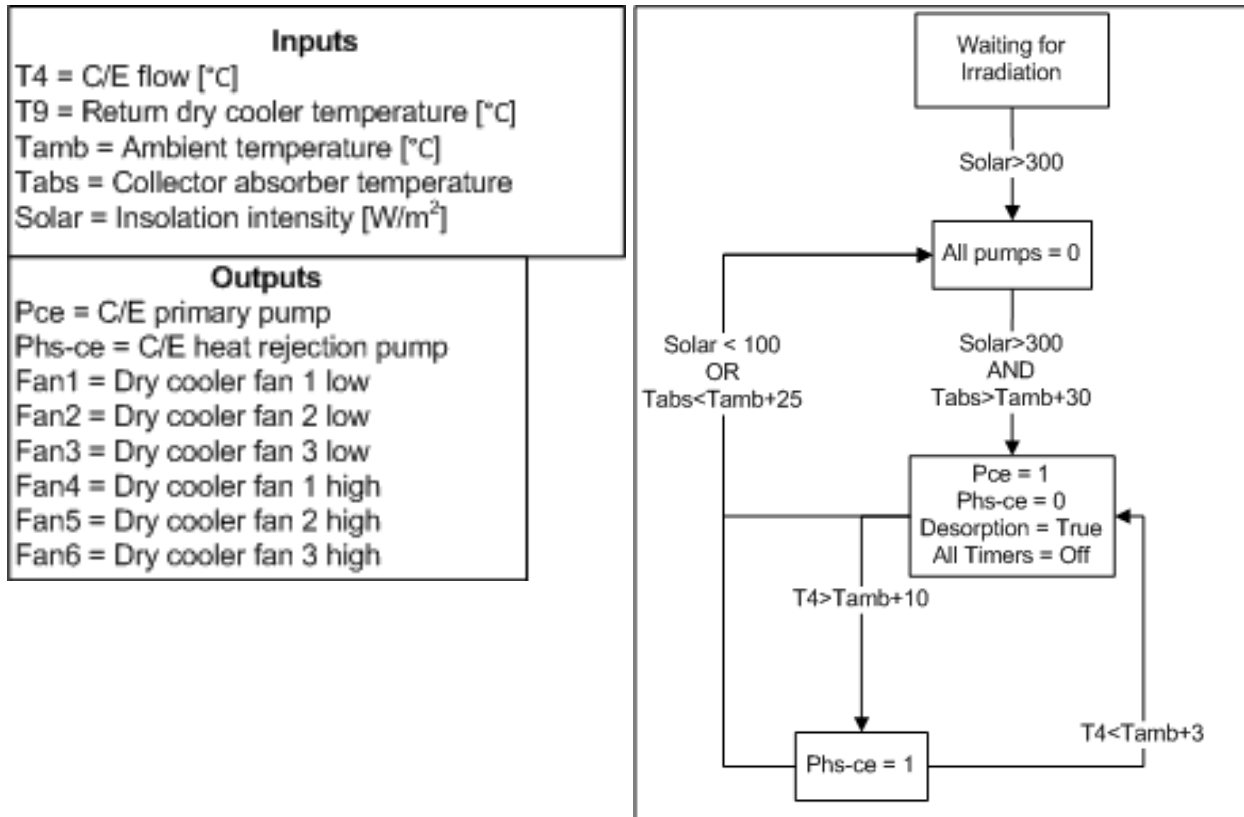 Inputs
T4 = C/E flow [°C]
T9 = Return dry cooler temperature [°C]
Tamb = Ambient temperature [°C]
Tabs = Collector absorber temperature
Solar = Insolation intensity [W/m²]
Outputs
Pce = C/E primary pump
Phs-ce = C/E heat rejection pump
Fan1 = Dry cooler fan 1 low
Fan2 = Dry cooler fan 2 low
Fan3 = Dry cooler fan 3 low
Fan4 = Dry cooler fan 1 high
Fan5 = Dry cooler fan 2 high
Fan6 = Dry cooler fan 3 high
Waiting for
Irradiation
Solar>300
All pumps = 0
Solar < 100
OR
Tabs<Tamb+25
Solar>300
AND
Tabs>Tamb+30
Pce = 1
Phs-ce = 0
Desorption = True
All Timers = Off
T4>Tamb+10
T4<Tamb+3
Phs-ce = 1